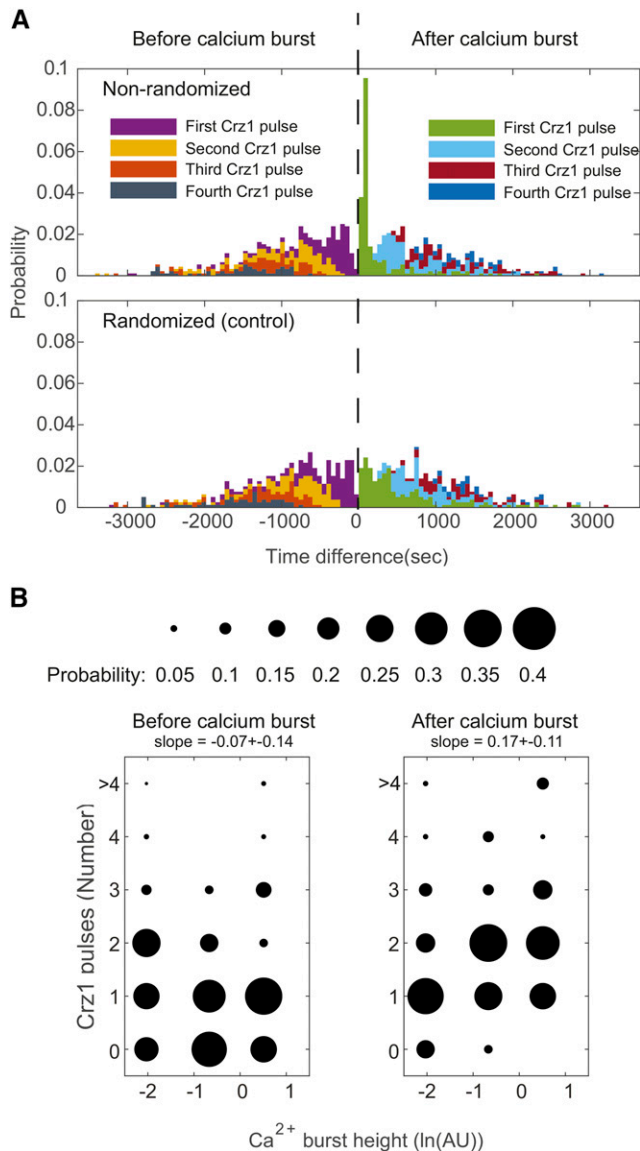 A
Before calcium burst
After calcium burst
Non-randomized
First Crz1 pulse
Second Crz1 pulse
Third Crz1 pulse
Fourth Crz1 pulse
First Crz1 pulse
Second Crz1 pulse
Third Crz1 pulse
Fourth Crz1 pulse
0.1
0.08
0.06
0.04
0.02
0
Probability
Randomized (control)
0.1
0.08
0.06
0.04
0.02
0
-3000 -2000 -1000 0 1000 2000 3000
Time difference(sec)
B
Probability: 0.05 0.1 0.15 0.2 0.25 0.3 0.35 0.4
Before calcium burst
slope = -0.07+-0.14
After calcium burst
slope = 0.17+-0.11
Crz1 pulses (Number)
>4
4
3
2
1
0
-2 -1 0 1
>4
4
3
2
1
0
-2 -1 0 1
Ca2+ burst height (ln(AU))